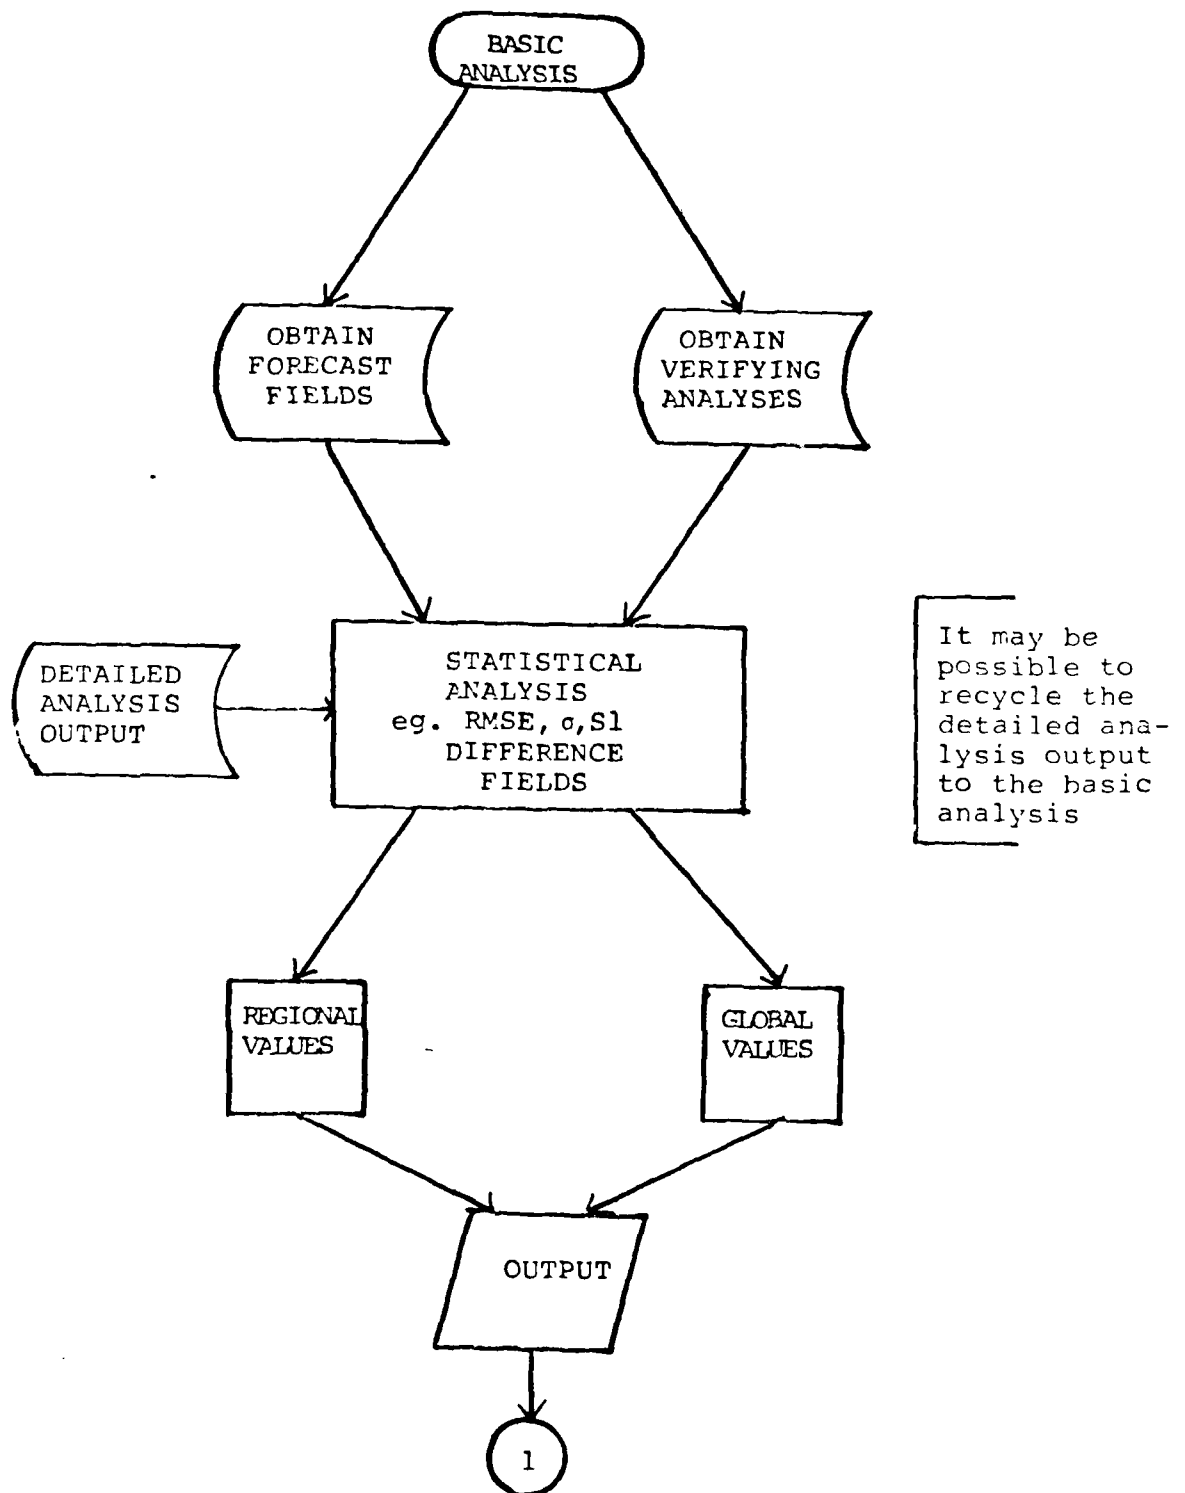 BASIC
ANALYSIS
OBTAIN
FORECAST
FIELDS
OBTAIN
VERIFYING
ANALYSES
DETAILED
ANALYSIS
OUTPUT
STATISTICAL
ANALYSIS
eg. RMSE, σ,S1
DIFFERENCE
FIELDS
It may be
possible to
recycle the
detailed ana-
lysis output
to the basic
analysis
REGIONAL
VALUES
GLOBAL
VALUES
OUTPUT
1